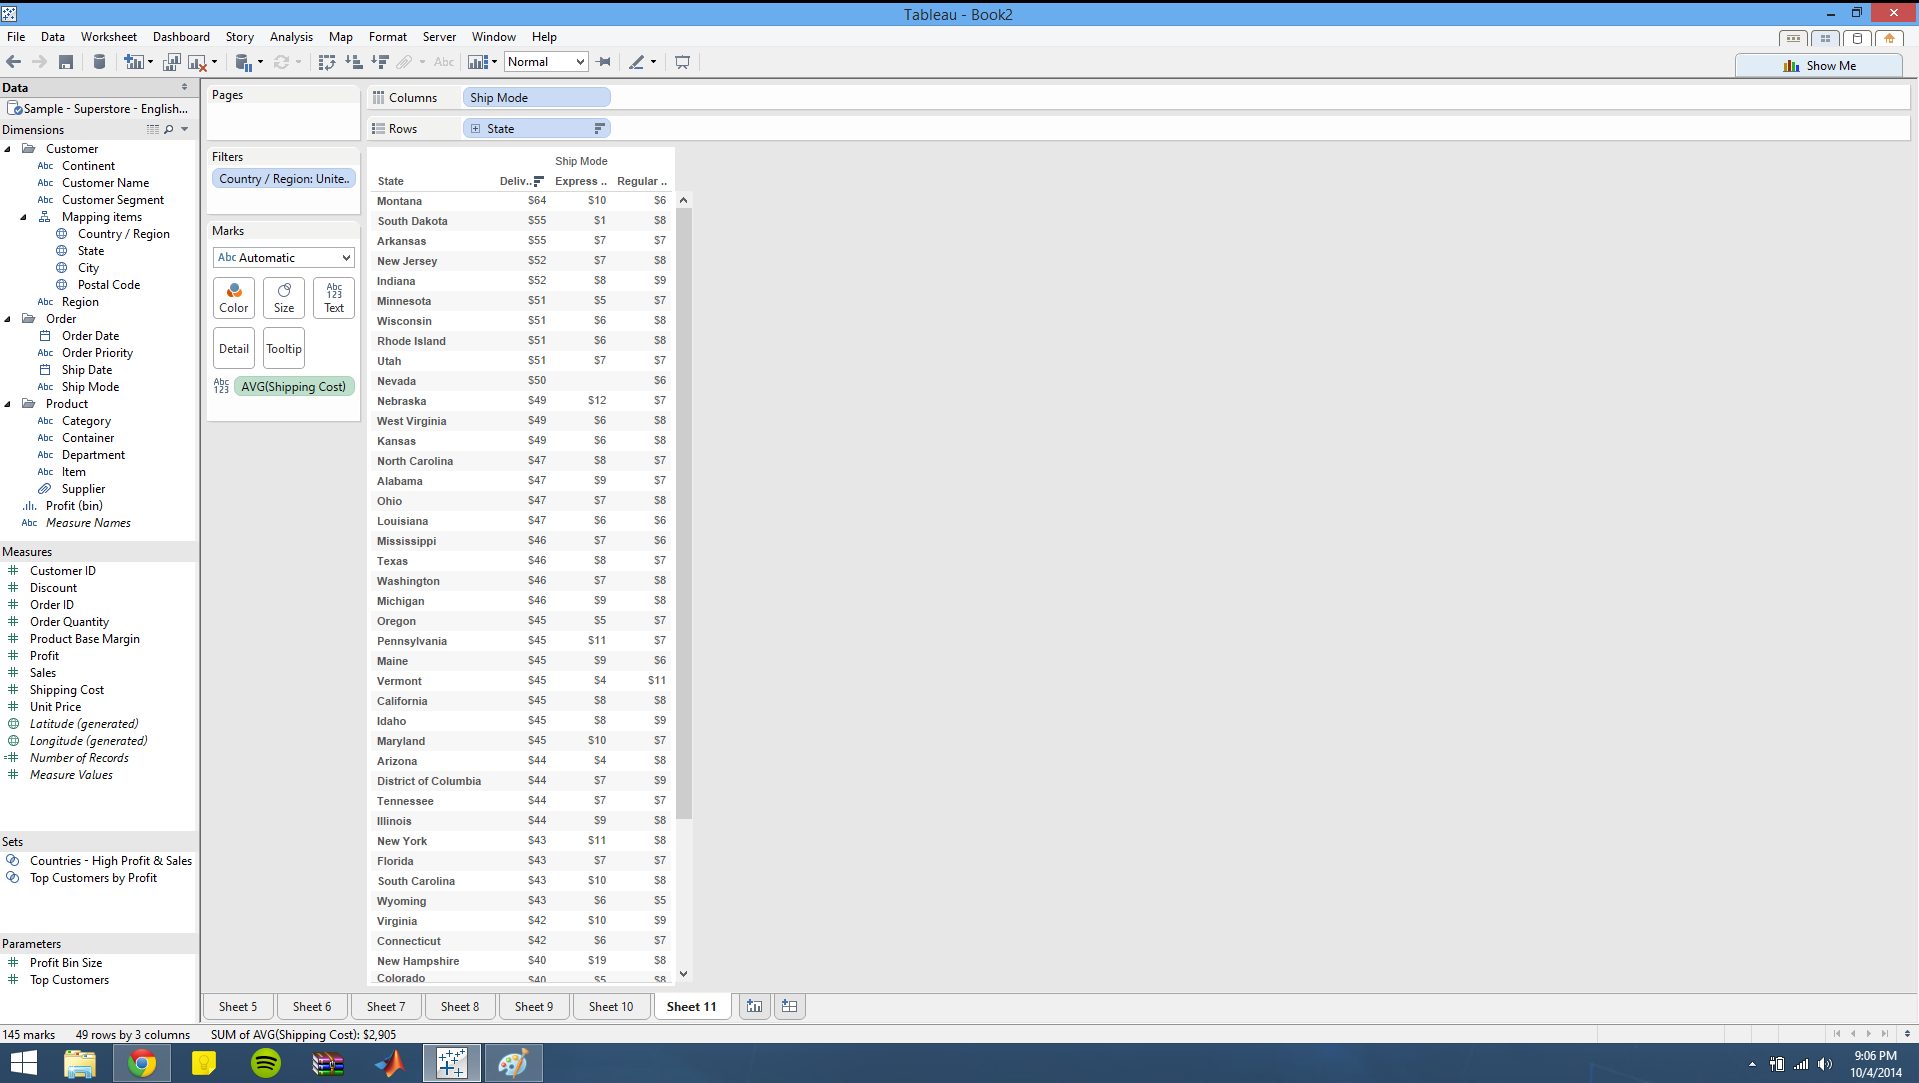 Tableau - Book2
File Data Worksheet Dashboard Story Analysis Map Format Server Window Help
Abc Normal
Show Me
Data
Sample - Superstore - English...
Dimensions
Customer
Abc Continent
Abc Customer Name
Abc Customer Segment
Mapping items
Country / Region
State
City
Postal Code
Abc Region
Order
Order Date
Abc Order Priority
Ship Date
Abc Ship Mode
Product
Abc Category
Abc Container
Abc Department
Abc Item
Supplier
Profit (bin)
Abc Measure Names
Measures
Customer ID
Discount
Order ID
Order Quantity
Product Base Margin
Profit
Sales
Shipping Cost
Unit Price
Latitude (generated)
Longitude (generated)
Number of Records
Measure Values
Sets
Countries - High Profit & Sales
Top Customers by Profit
Parameters
Profit Bin Size
Top Customers
Pages
Filters
Country / Region: Unite..
Marks
Abc Automatic
Color Size Abc 123 Text
Detail Tooltip
Abc 123 AVG(Shipping Cost)
Columns Ship Mode
Rows State
Ship Mode
State Deliv.. Express .. Regular ..
Montana $64 $10 $6
South Dakota $55 $1 $8
Arkansas $55 $7 $7
New Jersey $52 $7 $8
Indiana $52 $8 $9
Minnesota $51 $5 $7
Wisconsin $51 $6 $8
Rhode Island $51 $6 $8
Utah $51 $7 $7
Nevada $50 $6
Nebraska $49 $12 $7
West Virginia $49 $6 $8
Kansas $49 $6 $8
North Carolina $47 $8 $7
Alabama $47 $9 $7
Ohio $47 $7 $8
Louisiana $47 $6 $6
Mississippi $46 $7 $6
Texas $46 $8 $7
Washington $46 $7 $8
Michigan $46 $9 $8
Oregon $45 $5 $7
Pennsylvania $45 $11 $7
Maine $45 $9 $6
Vermont $45 $4 $11
California $45 $8 $8
Idaho $45 $8 $9
Maryland $45 $10 $7
Arizona $44 $4 $8
District of Columbia $44 $7 $9
Tennessee $44 $7 $7
Illinois $44 $9 $8
New York $43 $11 $8
Florida $43 $7 $7
South Carolina $43 $10 $8
Wyoming $43 $6 $5
Virginia $42 $10 $9
Connecticut $42 $6 $7
New Hampshire $40 $19 $8
Colorado $40 $5 $8
Sheet 5 Sheet 6 Sheet 7 Sheet 8 Sheet 9 Sheet 10 Sheet 11
145 marks 49 rows by 3 columns SUM of AVG(Shipping Cost): $2,905
9:06 PM
10/4/2014